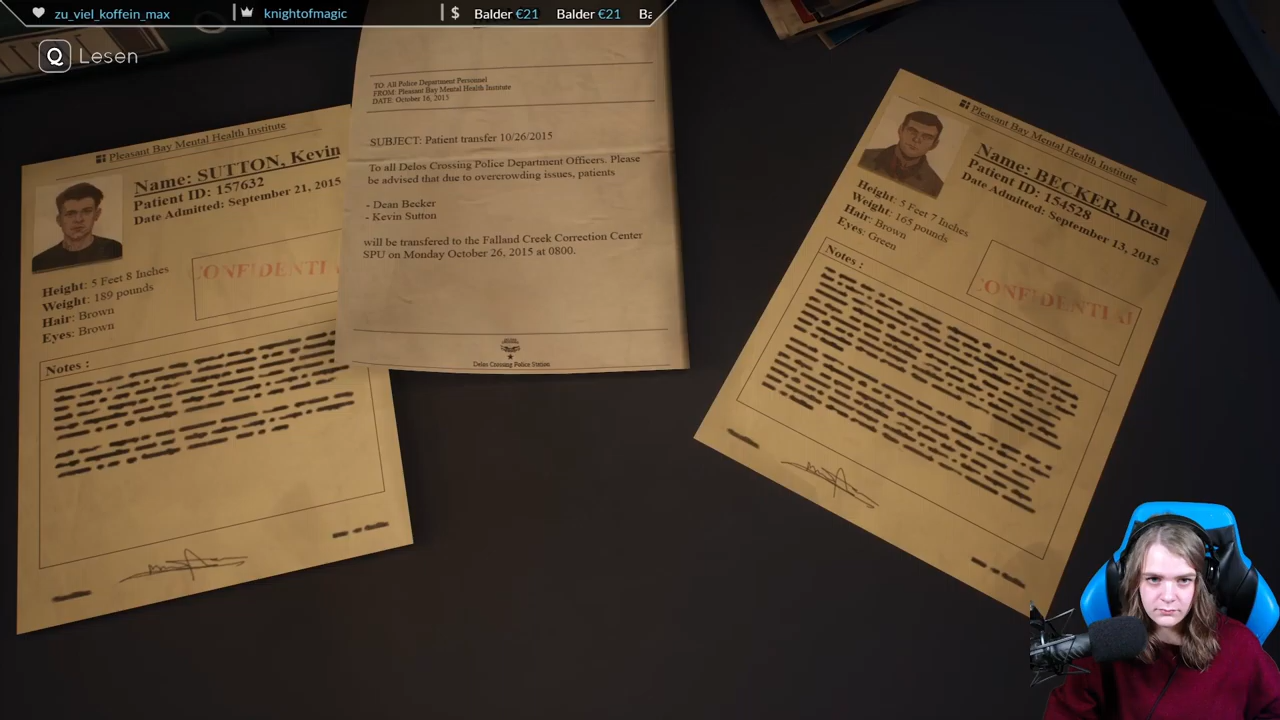 zu_viel_koffein_max
knightofmagic
$ Balder €21 Balder €21
Q Lesen
Pleasant Bay Mental Health Institute
Name: SUTTON, Kevin
Patient ID: 157632
Date Admitted: September 21, 2015
Height: 5 Feet 8 Inches
Weight: 189 pounds
Hair: Brown
Eyes: Brown
CONFIDENTI
Notes :
TO: All Police Department Personnel
FROM: Pleasant Bay Mental Health Institute
DATE: October 16, 2015
SUBJECT: Patient transfer 10/26/2015
To all Delos Crossing Police Department Officers. Please
be advised that due to overcrowding issues, patients
- Dean Becker
- Kevin Sutton
will be transfered to the Falland Creek Correction Center
SPU on Monday October 26, 2015 at 0800.
Delos Crossing Police Station
Pleasant Bay Mental Health Institute
Name: BECKER, Dean
Patient ID: 154528
Date Admitted: September 13, 2015
Height: 5 Feet 7 Inches
Weight: 165 pounds
Hair: Brown
Eyes: Green
CONFIDENTIAL
Notes :